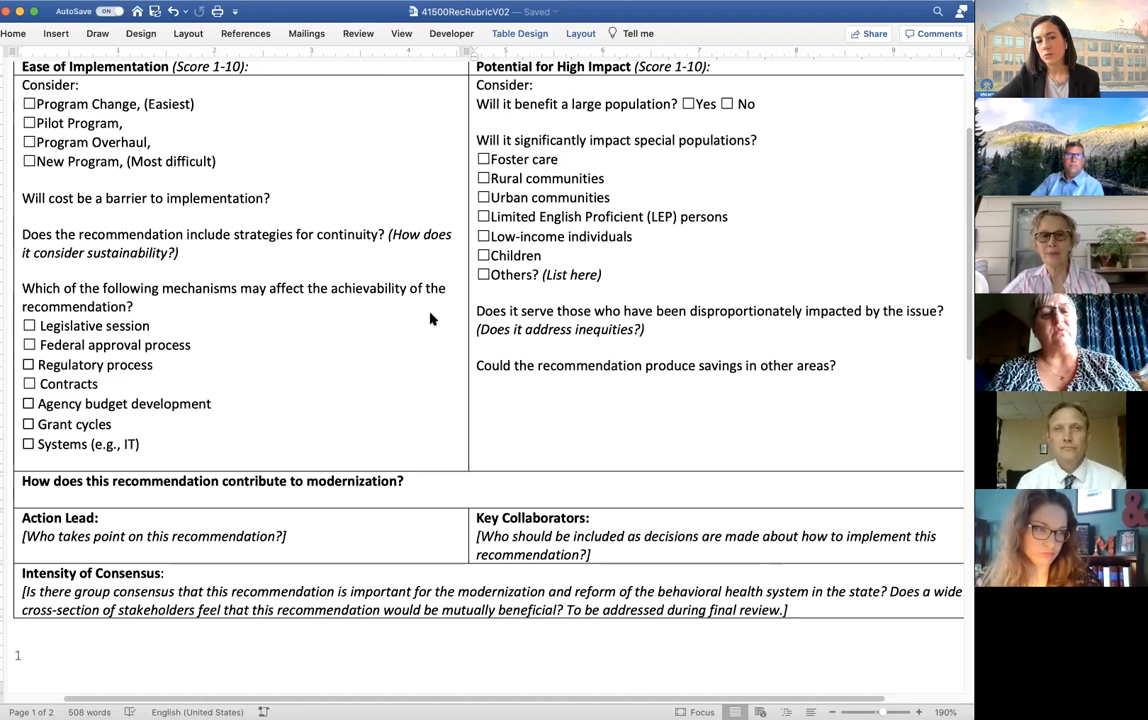 AutoSave ON 41500RecRubricV02 — Saved
Home Insert Draw Design Layout References Mailings Review View Developer Table Design Layout Tell me Share Comments
1 2 3 4 5 6 7 8 9
Ease of Implementation (Score 1-10):
Consider:
☐Program Change, (Easiest)
☐Pilot Program,
☐Program Overhaul,
☐New Program, (Most difficult)
Will cost be a barrier to implementation?
Does the recommendation include strategies for continuity? (How does
it consider sustainability?)
Which of the following mechanisms may affect the achievability of the
recommendation?
☐ Legislative session
☐ Federal approval process
☐ Regulatory process
☐ Contracts
☐ Agency budget development
☐ Grant cycles
☐ Systems (e.g., IT)
Potential for High Impact (Score 1-10):
Consider:
Will it benefit a large population? ☐Yes ☐ No
Will it significantly impact special populations?
☐Foster care
☐Rural communities
☐Urban communities
☐Limited English Proficient (LEP) persons
☐Low-income individuals
☐Children
☐Others? (List here)
Does it serve those who have been disproportionately impacted by the issue?
(Does it address inequities?)
Could the recommendation produce savings in other areas?
How does this recommendation contribute to modernization?
Action Lead:
[Who takes point on this recommendation?]
Key Collaborators:
[Who should be included as decisions are made about how to implement this
recommendation?]
Intensity of Consensus:
[Is there group consensus that this recommendation is important for the modernization and reform of the behavioral health system in the state? Does a wide
cross-section of stakeholders feel that this recommendation would be mutually beneficial? To be addressed during final review.]
1
Page 1 of 2 508 words English (United States) Focus 190%